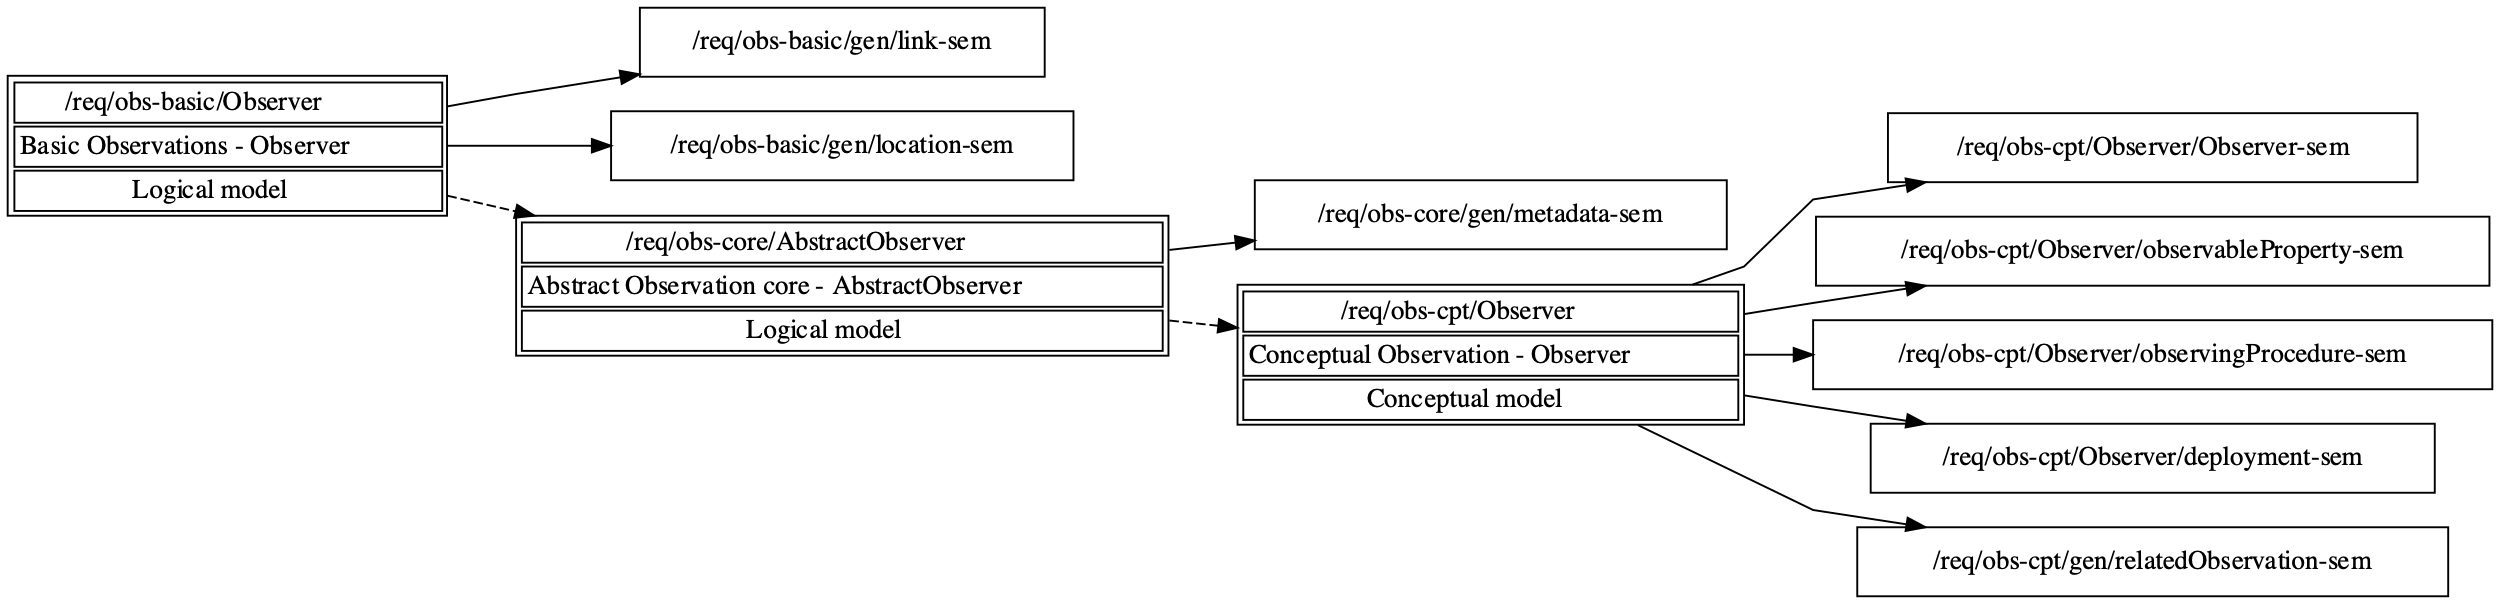 /req/obs-basic/Observer
Basic Observations - Observer
Logical model
/req/obs-basic/gen/link-sem
/req/obs-basic/gen/location-sem
/req/obs-core/AbstractObserver
Abstract Observation core - AbstractObserver
Logical model
/req/obs-core/gen/metadata-sem
/req/obs-cpt/Observer
Conceptual Observation - Observer
Conceptual model
/req/obs-cpt/Observer/Observer-sem
/req/obs-cpt/Observer/observableProperty-sem
/req/obs-cpt/Observer/observingProcedure-sem
/req/obs-cpt/Observer/deployment-sem
/req/obs-cpt/gen/relatedObservation-sem